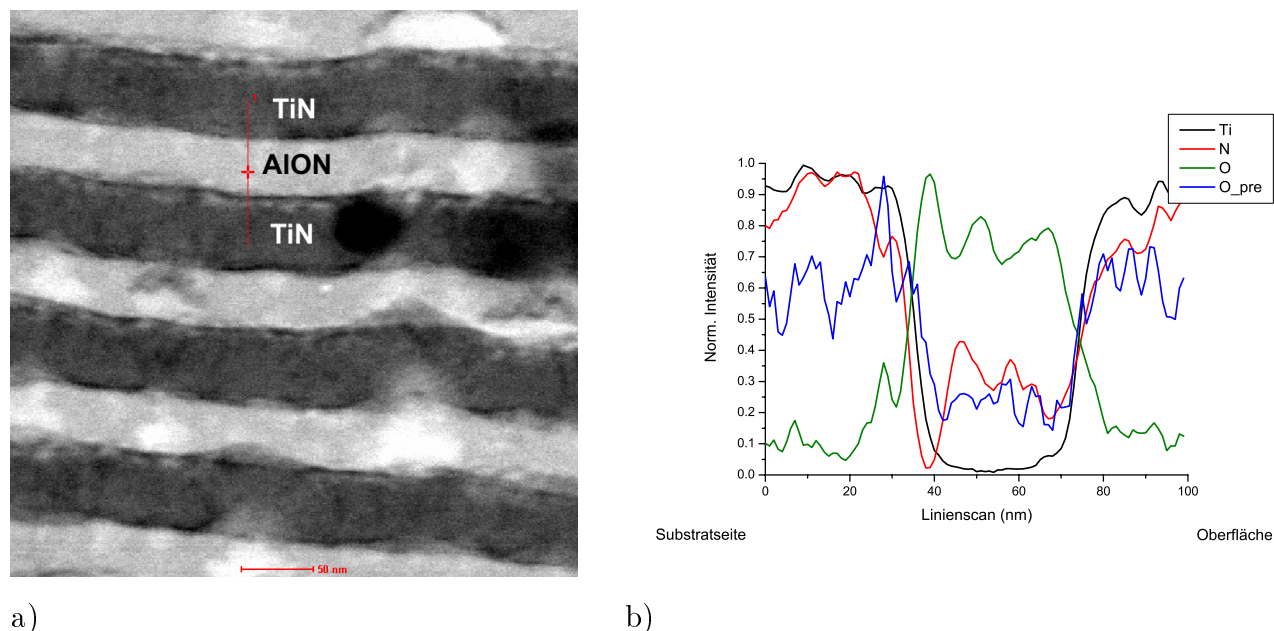 TiN
AlON
TiN
50 nm
a)
Ti
N
O
O_pre
1.0
0.9
0.8
0.7
0.6
0.5
0.4
0.3
0.2
0.1
0.0
Norm. Intensität
0 20 40 60 80 100
Linienscan (nm)
Substratseite Oberfläche
b)